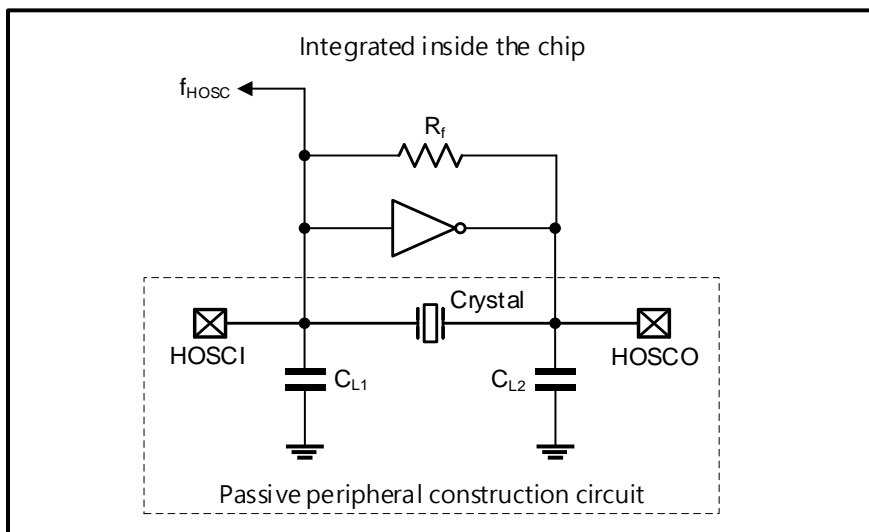 Integrated inside the chip
fHOSC
Rf
Crystal
HOSCI
HOSCO
CL1
CL2
Passive peripheral construction circuit